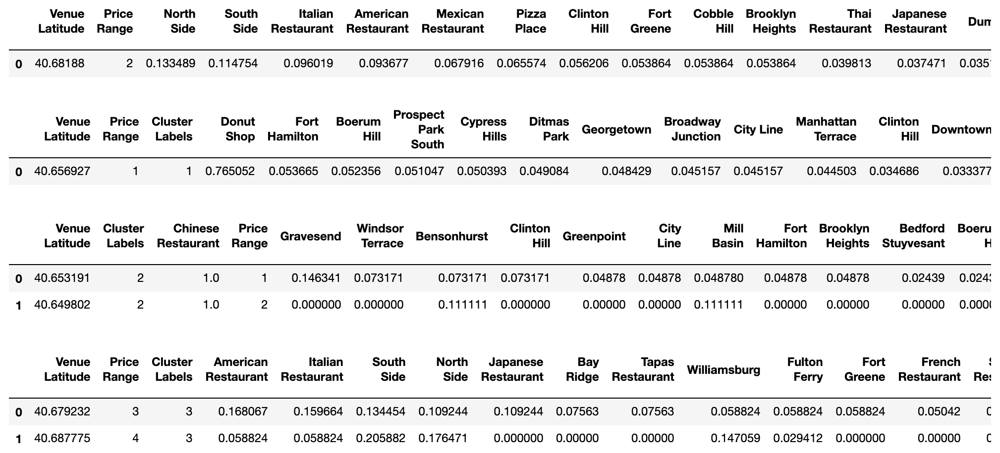 Venue Latitude Price Range North Side South Side Italian Restaurant American Restaurant Mexican Restaurant Pizza Place Clinton Hill Fort Greene Cobble Hill Brooklyn Heights Thai Restaurant Japanese Restaurant
0 40.68188 2 0.133489 0.114754 0.096019 0.093677 0.067916 0.065574 0.056206 0.053864 0.053864 0.053864 0.039813 0.037471
Venue Latitude Price Range Cluster Labels Donut Shop Fort Hamilton Boerum Hill Prospect Park South Cypress Hills Ditmas Park Georgetown Broadway Junction City Line Manhattan Terrace Clinton Hill Downtown
0 40.656927 1 1 0.765052 0.053665 0.052356 0.051047 0.050393 0.049084 0.048429 0.045157 0.045157 0.044503 0.034686 0.033377
Venue Latitude Cluster Labels Chinese Restaurant Price Range Gravesend Windsor Terrace Bensonhurst Clinton Hill Greenpoint City Line Mill Basin Fort Hamilton Brooklyn Heights Bedford Stuyvesant
0 40.653191 2 1.0 1 0.146341 0.073171 0.073171 0.073171 0.04878 0.04878 0.048780 0.04878 0.04878 0.02439
1 40.649802 2 1.0 2 0.000000 0.000000 0.111111 0.000000 0.00000 0.00000 0.111111 0.00000 0.00000 0.00000
Venue Latitude Price Range Cluster Labels American Restaurant Italian Restaurant South Side North Side Japanese Restaurant Bay Ridge Tapas Restaurant Williamsburg Fulton Ferry Fort Greene French Restaurant
0 40.679232 3 3 0.168067 0.159664 0.134454 0.109244 0.109244 0.07563 0.07563 0.058824 0.058824 0.058824 0.05042
1 40.687775 4 3 0.058824 0.058824 0.205882 0.176471 0.000000 0.00000 0.00000 0.147059 0.029412 0.000000 0.00000